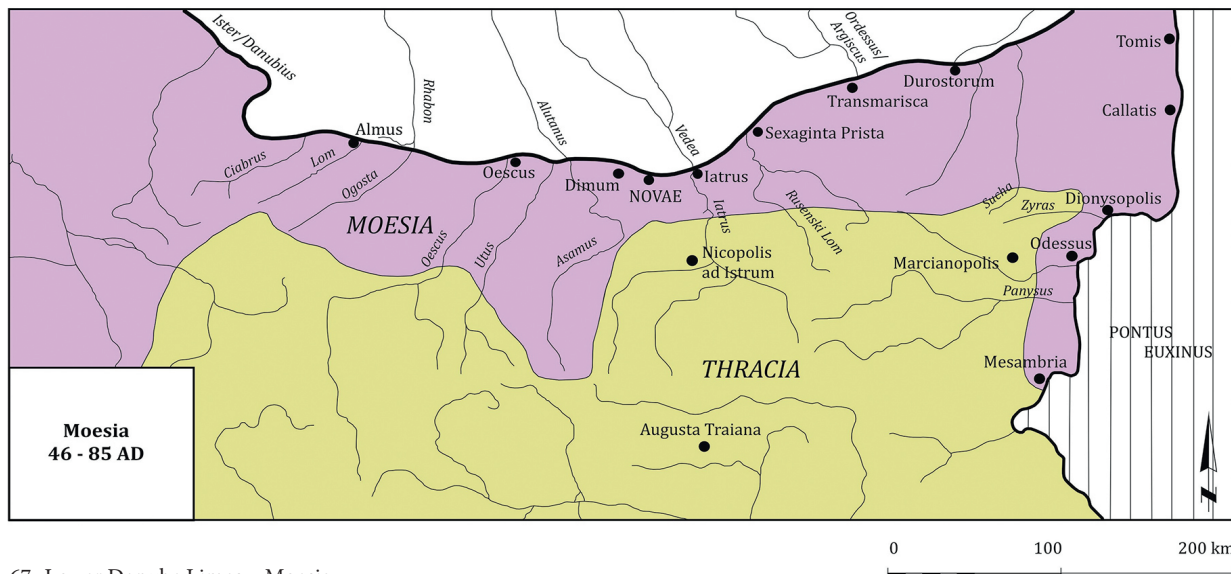 Ister/Danubius
Rhabon
Alutanus
Vedea
Ordessus/
Argiscus
Tomis
Durostorum
Transmarisca
Callatis
Almus
Sexaginta Prista
Ciabrus
Lom
Ogosta
Oescus
Dimum
NOVAE
Iatrus
MOESIA
Oescus
Utus
Asamus
Iatrus
Rusenski Lom
Sucha
Zyras
Dionysopolis
Nicopolis
ad Istrum
Marcianopolis
Odessus
Panysus
PONTUS
EUXINUS
THRACIA
Mesambria
Augusta Traiana
Moesia
46 - 85 AD
0 100 200 km